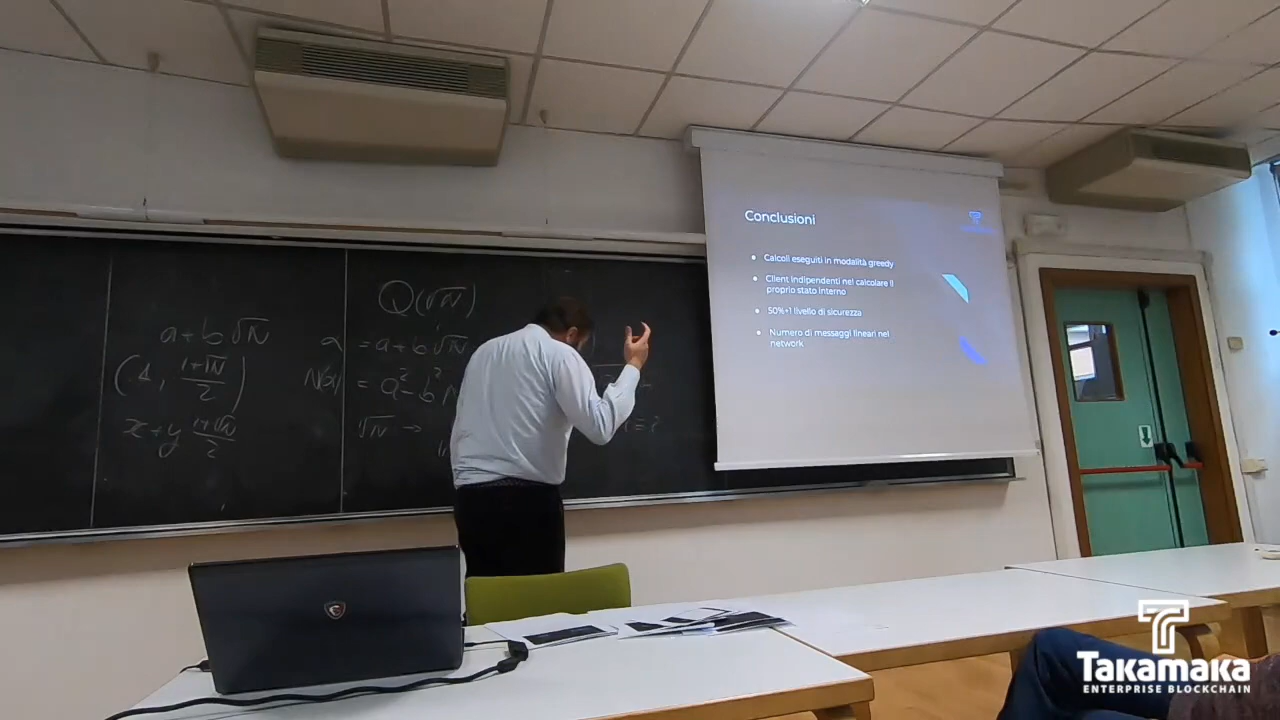 a+b√N
(1, (1+√N)/2)
x+y (1+√N)/2
Q(√N)
= a+b√N
= a²-b²N
√N →
=?
Conclusioni
Calcoli eseguiti in modalità greedy
Client indipendenti nel calcolare il
proprio stato interno
50%+1 livello di sicurezza
Numero di messaggi lineari nel
network
TAKAMAKA
ENTERPRISE BLOCKCHAIN